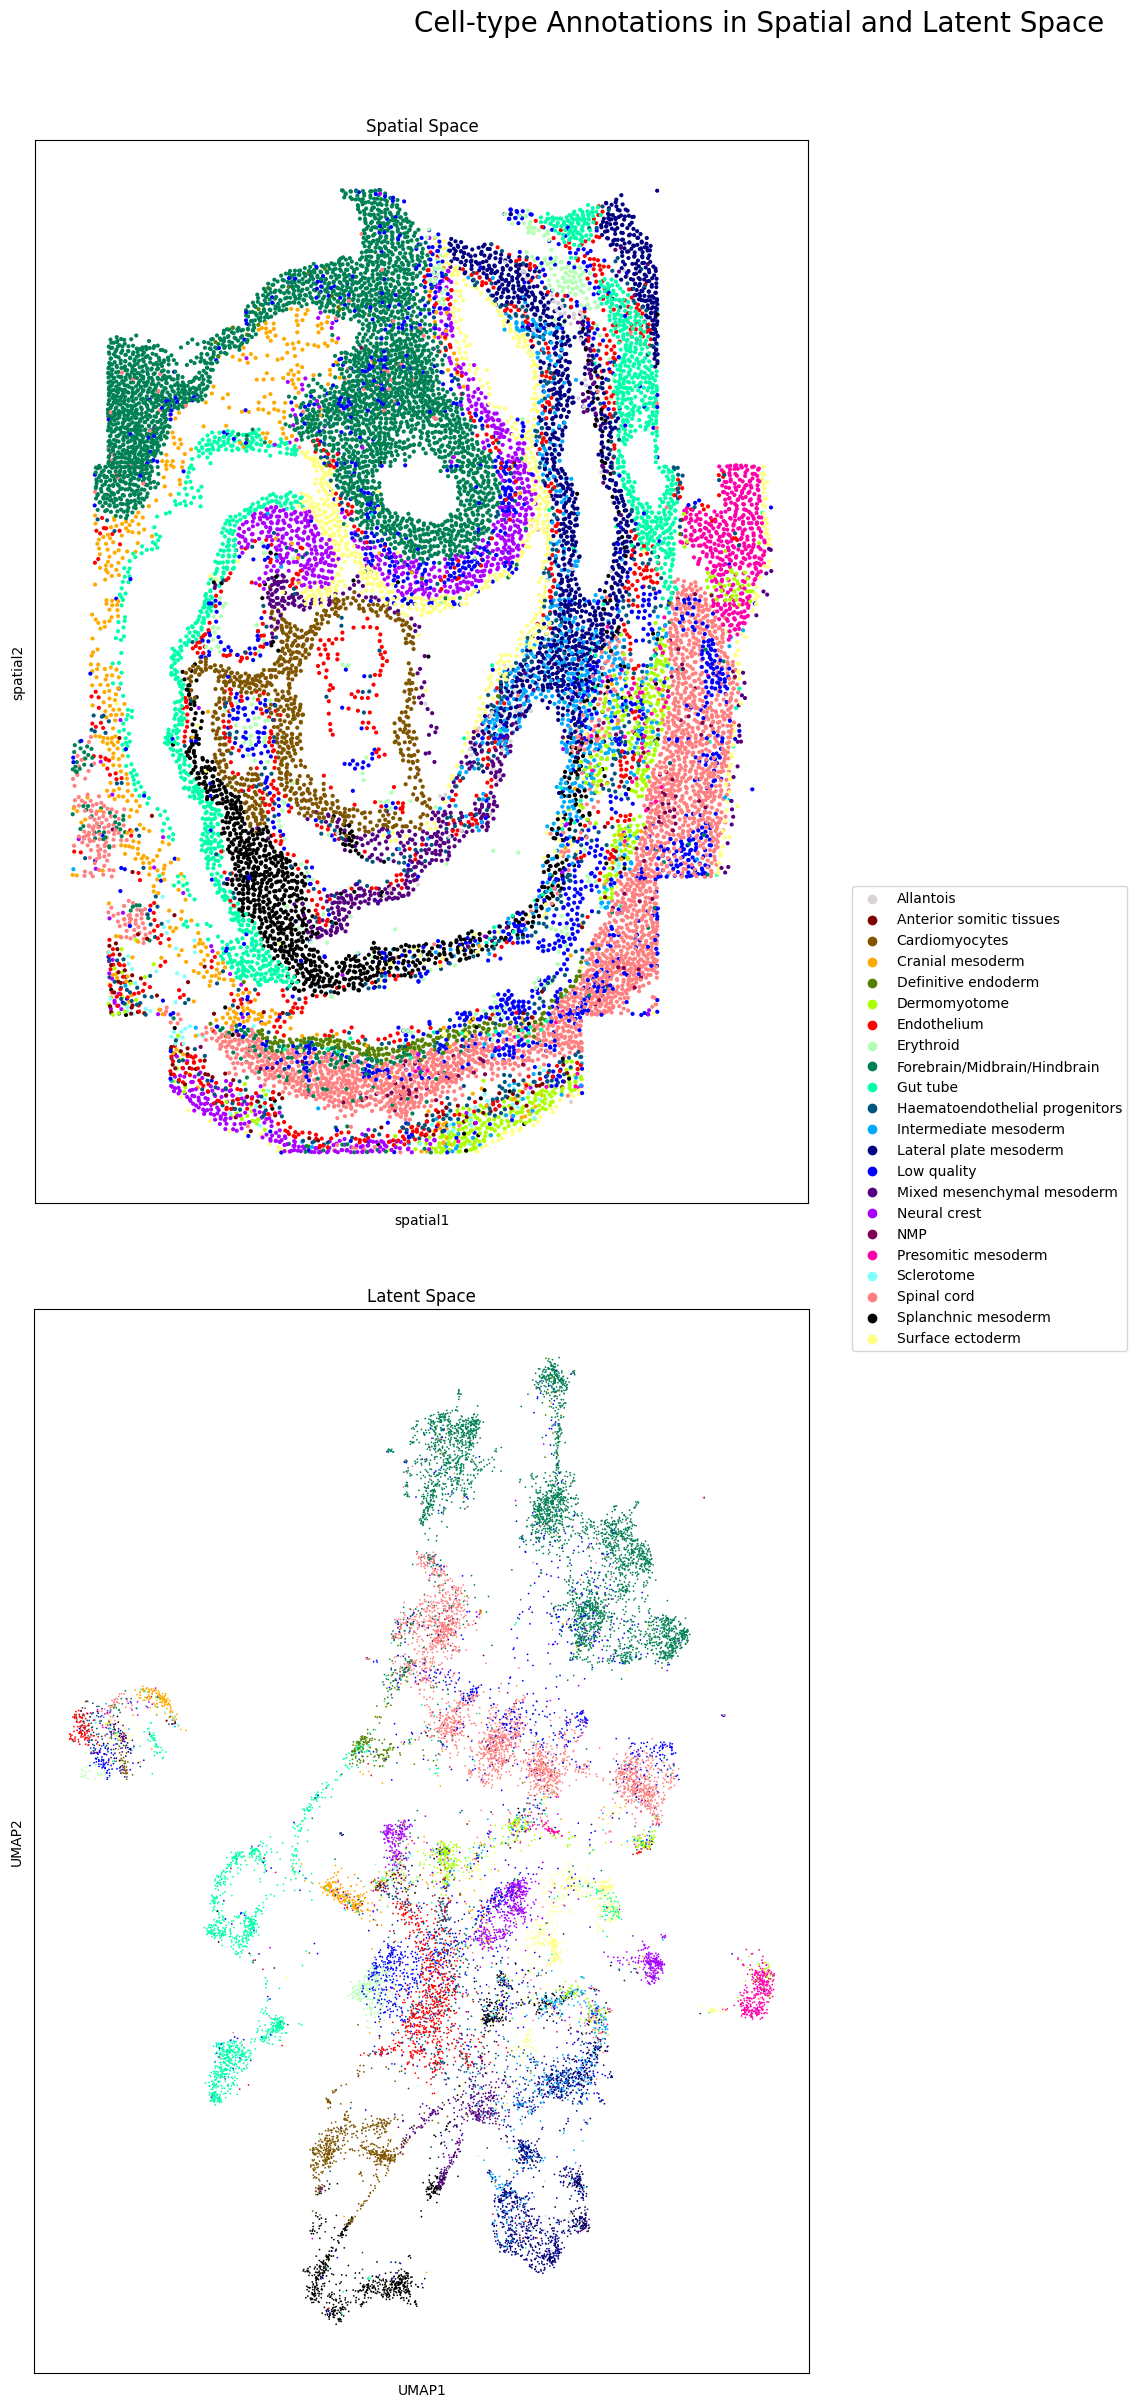 Cell-type Annotations in Spatial and Latent Space
Spatial Space
spatial2
spatial1
Allantois
Anterior somitic tissues
Cardiomyocytes
Cranial mesoderm
Definitive endoderm
Dermomyotome
Endothelium
Erythroid
Forebrain/Midbrain/Hindbrain
Gut tube
Haematoendothelial progenitors
Intermediate mesoderm
Lateral plate mesoderm
Low quality
Mixed mesenchymal mesoderm
Neural crest
NMP
Presomitic mesoderm
Sclerotome
Spinal cord
Splanchnic mesoderm
Surface ectoderm
Latent Space
UMAP2
UMAP1